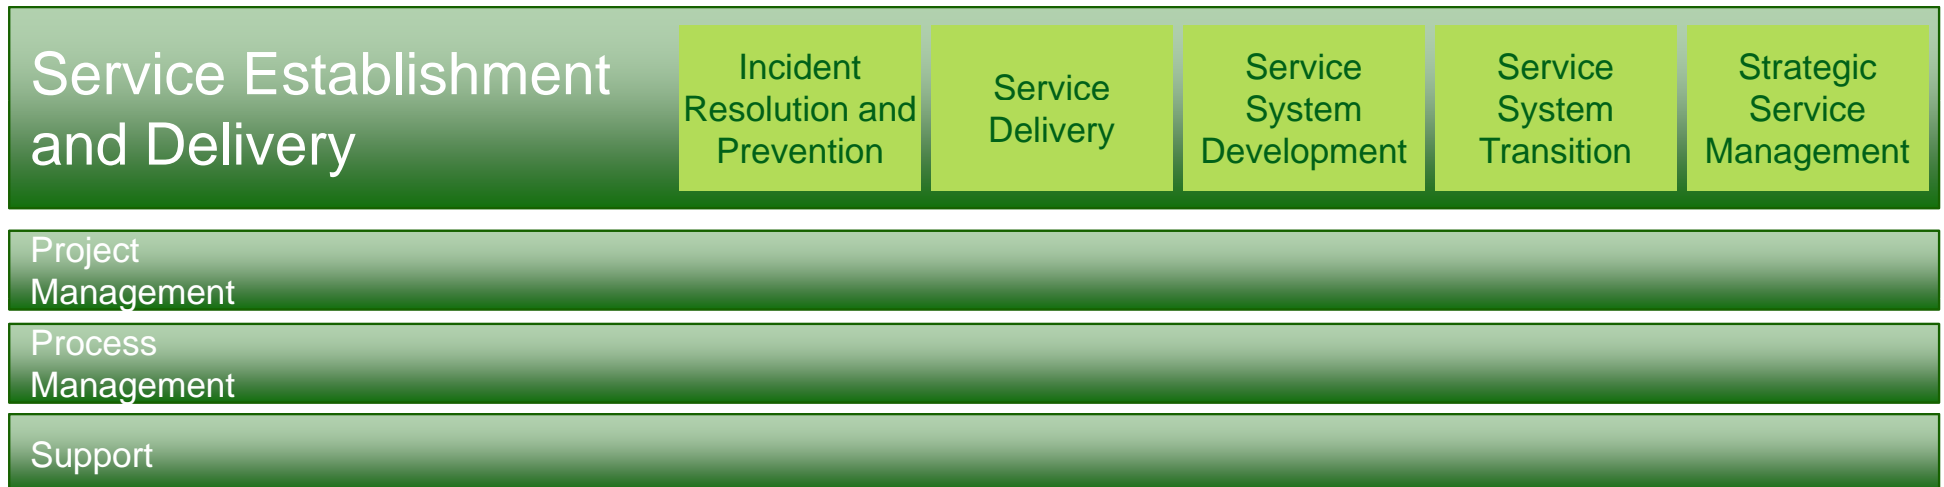 Service Establishment
and Delivery
Incident
Resolution and
Prevention
Service
Delivery
Service
System
Development
Service
System
Transition
Strategic
Service
Management
Project
Management
Process
Management
Support